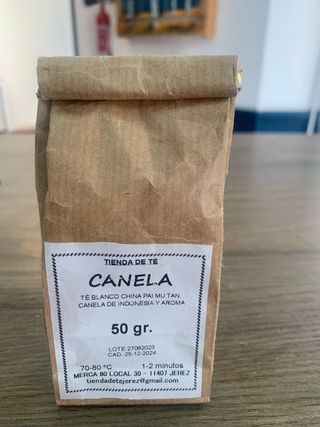 TIENDA DE TÉ
CANELA
TÉ BLANCO CHINA PAI MU TAN,
CANELA DE INDONESIA Y AROMA
50 gr.
LOTE 27062023
CAD. 25-12-2024
70-80 ºC 1-2 minutos
MERCA 80 LOCAL 30 - 11407 JEREZ
tiendadetejerez@gmail.com